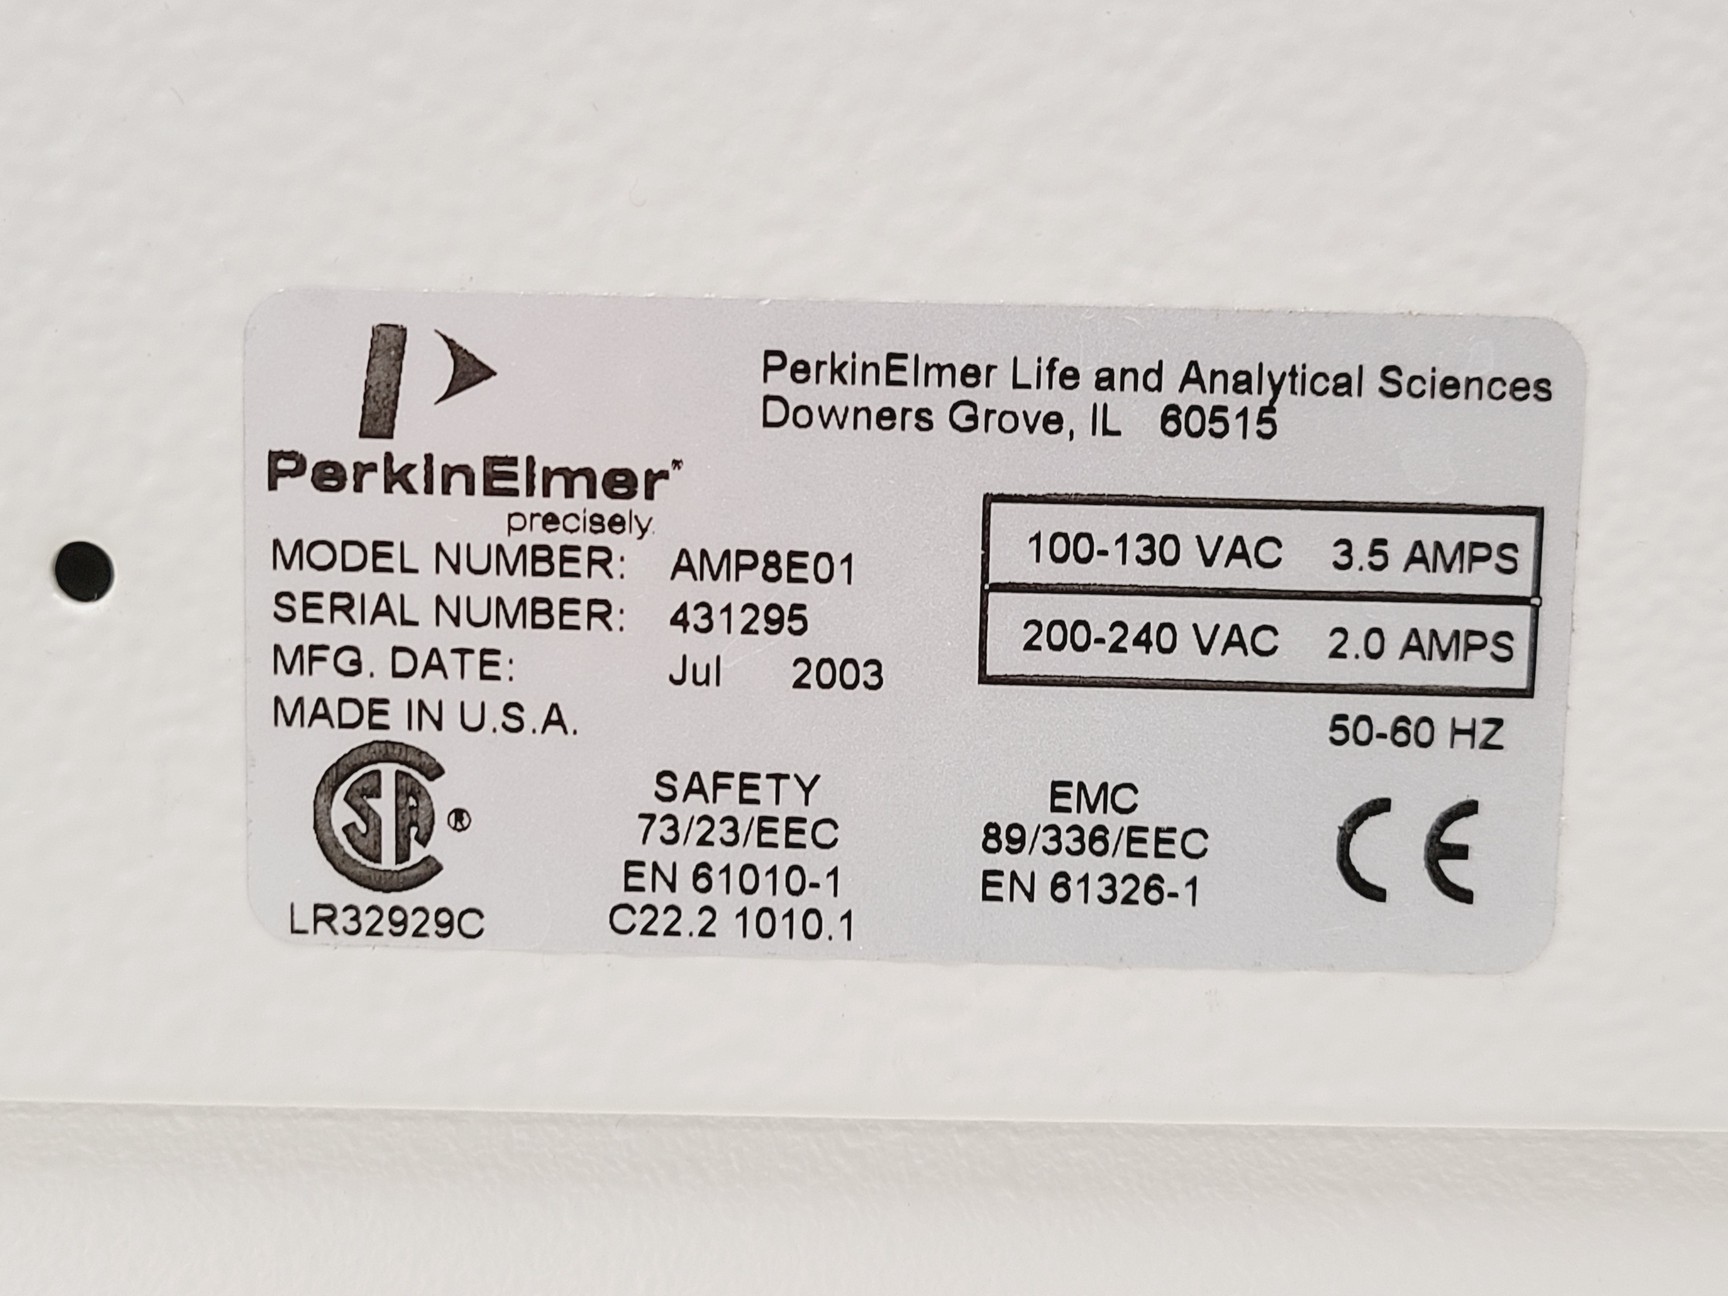 PerkinElmer™
precisely.
PerkinElmer Life and Analytical Sciences
Downers Grove, IL 60515
MODEL NUMBER: AMP8E01
SERIAL NUMBER: 431295
MFG. DATE: Jul 2003
MADE IN U.S.A.
100-130 VAC 3.5 AMPS
200-240 VAC 2.0 AMPS
50-60 HZ
CSA®
LR32929C
SAFETY
73/23/EEC
EN 61010-1
C22.2 1010.1
EMC
89/336/EEC
EN 61326-1
CE